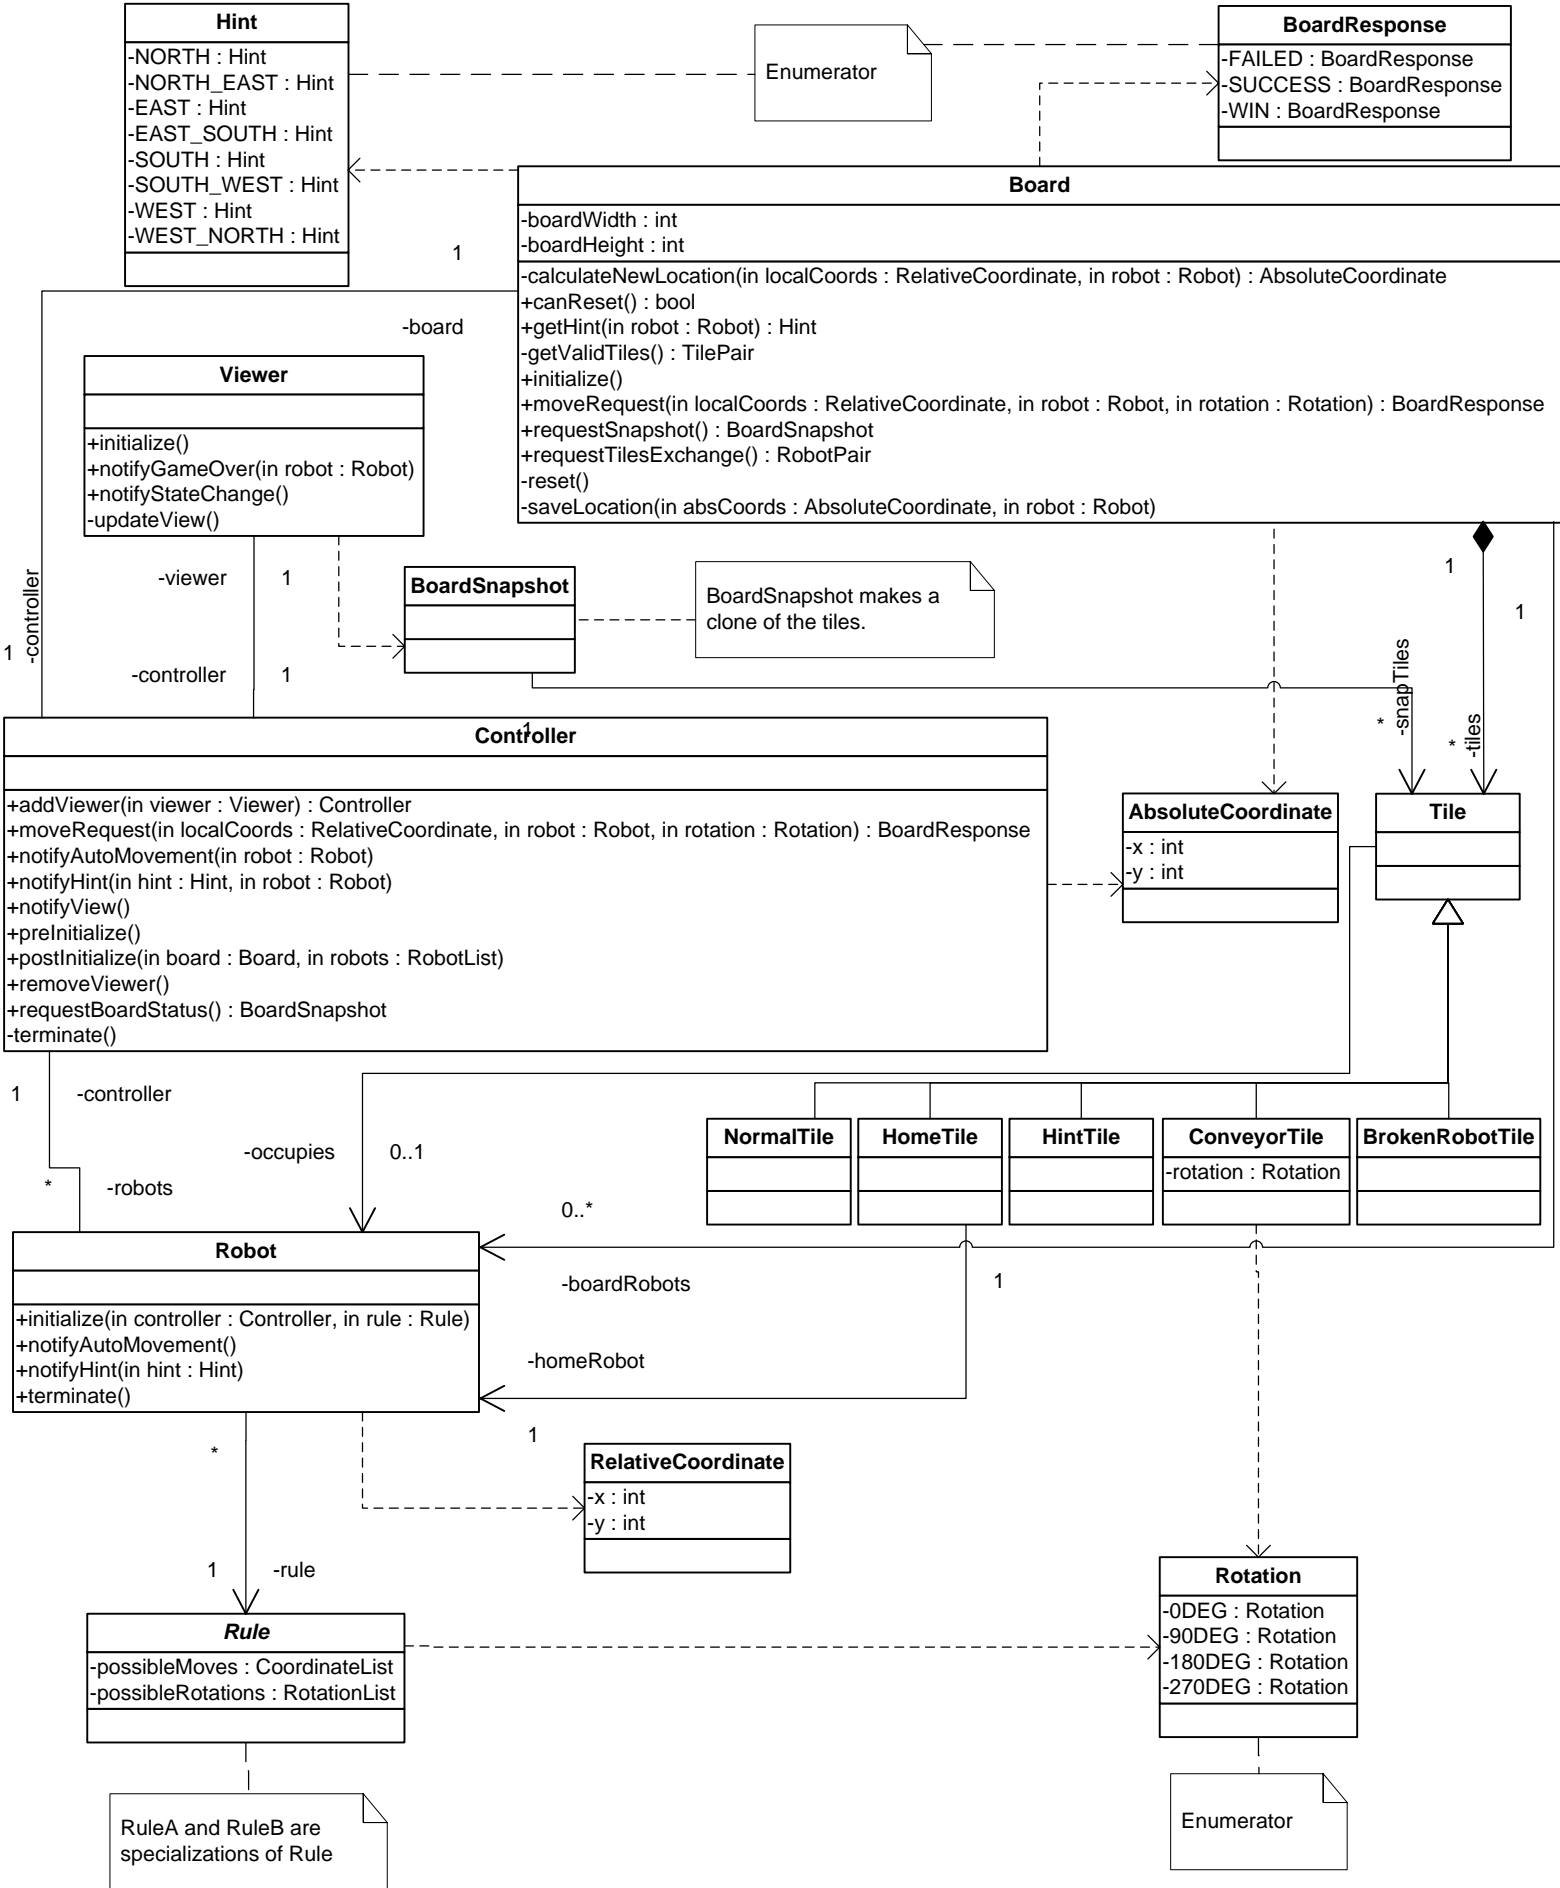 Hint
-NORTH : Hint
-NORTH_EAST : Hint
-EAST : Hint
-EAST_SOUTH : Hint
-SOUTH : Hint
-SOUTH_WEST : Hint
-WEST : Hint
-WEST_NORTH : Hint
Enumerator
BoardResponse
-FAILED : BoardResponse
-SUCCESS : BoardResponse
-WIN : BoardResponse
Board
-boardWidth : int
-boardHeight : int
-calculateNewLocation(in localCoords : RelativeCoordinate, in robot : Robot) : AbsoluteCoordinate
+canReset() : bool
+getHint(in robot : Robot) : Hint
-getValidTiles() : TilePair
+initialize()
+moveRequest(in localCoords : RelativeCoordinate, in robot : Robot, in rotation : Rotation) : BoardResponse
+requestSnapshot() : BoardSnapshot
+requestTilesExchange() : RobotPair
-reset()
-saveLocation(in absCoords : AbsoluteCoordinate, in robot : Robot)
1
-board
Viewer
+initialize()
+notifyGameOver(in robot : Robot)
+notifyStateChange()
-updateView()
-viewer
1
-controller
1
1
-controller
BoardSnapshot
BoardSnapshot makes a
clone of the tiles.
1
1
*
-snapTiles
*
-tiles
1
Controller
+addViewer(in viewer : Viewer) : Controller
+moveRequest(in localCoords : RelativeCoordinate, in robot : Robot, in rotation : Rotation) : BoardResponse
+notifyAutoMovement(in robot : Robot)
+notifyHint(in hint : Hint, in robot : Robot)
+notifyView()
+preInitialize()
+postInitialize(in board : Board, in robots : RobotList)
+removeViewer()
+requestBoardStatus() : BoardSnapshot
-terminate()
AbsoluteCoordinate
-x : int
-y : int
Tile
1
-controller
*
-robots
-occupies
0..1
NormalTile
HomeTile
HintTile
ConveyorTile
-rotation : Rotation
BrokenRobotTile
0..*
-boardRobots
1
-homeRobot
1
Robot
+initialize(in controller : Controller, in rule : Rule)
+notifyAutoMovement()
+notifyHint(in hint : Hint)
+terminate()
*
1
-rule
RelativeCoordinate
-x : int
-y : int
Rule
-possibleMoves : CoordinateList
-possibleRotations : RotationList
Rotation
-0DEG : Rotation
-90DEG : Rotation
-180DEG : Rotation
-270DEG : Rotation
RuleA and RuleB are
specializations of Rule
Enumerator